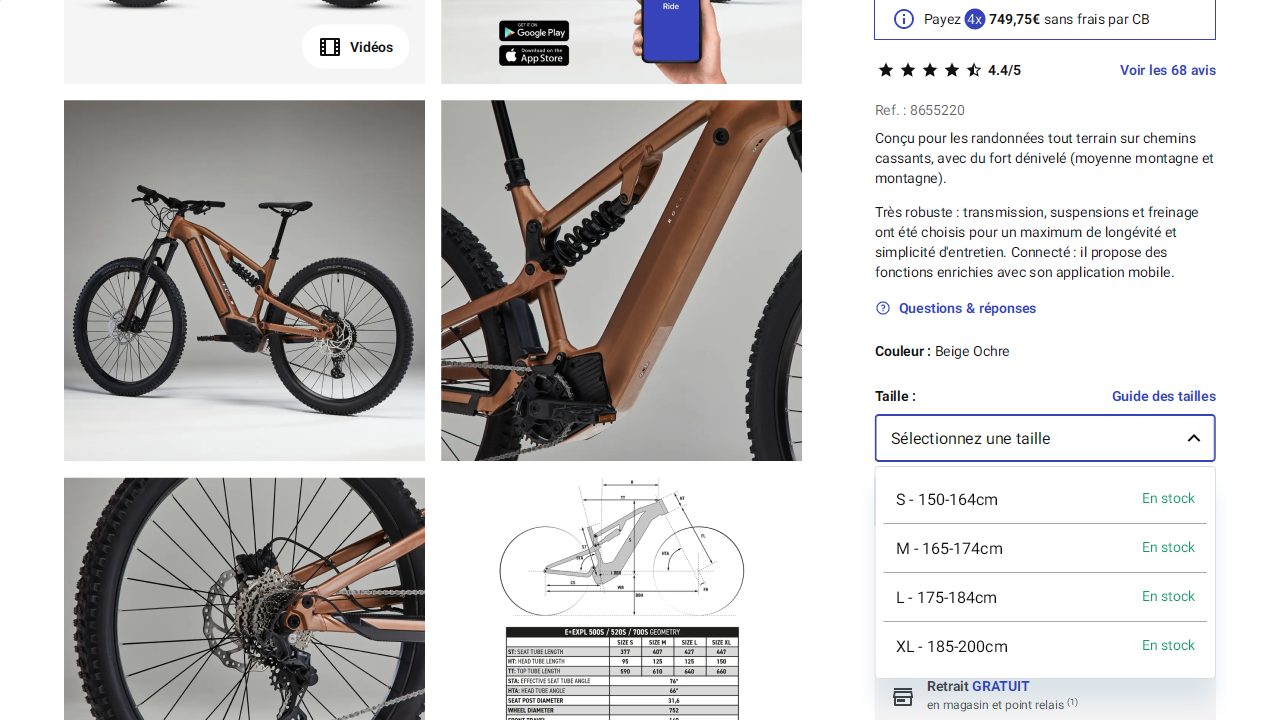 Vidéos
Ride
GET IT ON
Google Play
Download on the
App Store
Payez 4x 749,75€ sans frais par CB
4.4/5
Voir les 68 avis
Ref. : 8655220
Conçu pour les randonnées tout terrain sur chemins
cassants, avec du fort dénivelé (moyenne montagne et
montagne).
Très robuste : transmission, suspensions et freinage
ont été choisis pour un maximum de longévité et
simplicité d'entretien. Connecté : il propose des
fonctions enrichies avec son application mobile.
Questions & réponses
Couleur : Beige Ochre
Taille :
Guide des tailles
Sélectionnez une taille
S - 150-164cm
En stock
M - 165-174cm
En stock
L - 175-184cm
En stock
XL - 185-200cm
En stock
Retrait GRATUIT
en magasin et point relais (1)
E-EXPL 500S / 520S / 700S GEOMETRY
SIZE S SIZE M SIZE L SIZE XL
ST: SEAT TUBE LENGTH 377 407 427 447
HT: HEAD TUBE LENGTH 95 125 125 150
TT: TOP TUBE LENGTH 590 610 640 660
STA: EFFECTIVE SEAT TUBE ANGLE 76°
HTA: HEAD TUBE ANGLE 66°
SEAT POST DIAMETER 31,6
WHEEL DIAMETER 752